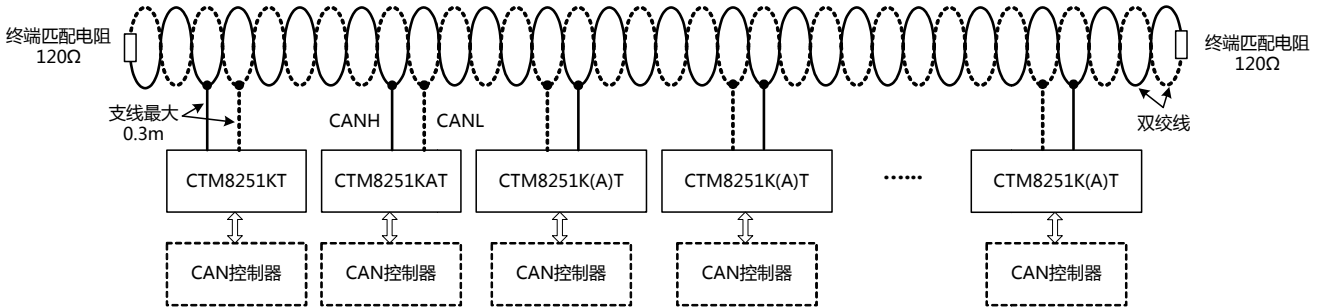 终端匹配电阻
120Ω
终端匹配电阻
120Ω
支线最大
0.3m
CANH
CANL
双绞线
CTM8251KT
CTM8251KAT
CTM8251K(A)T
CTM8251K(A)T
······
CTM8251K(A)T
CAN控制器
CAN控制器
CAN控制器
CAN控制器
CAN控制器